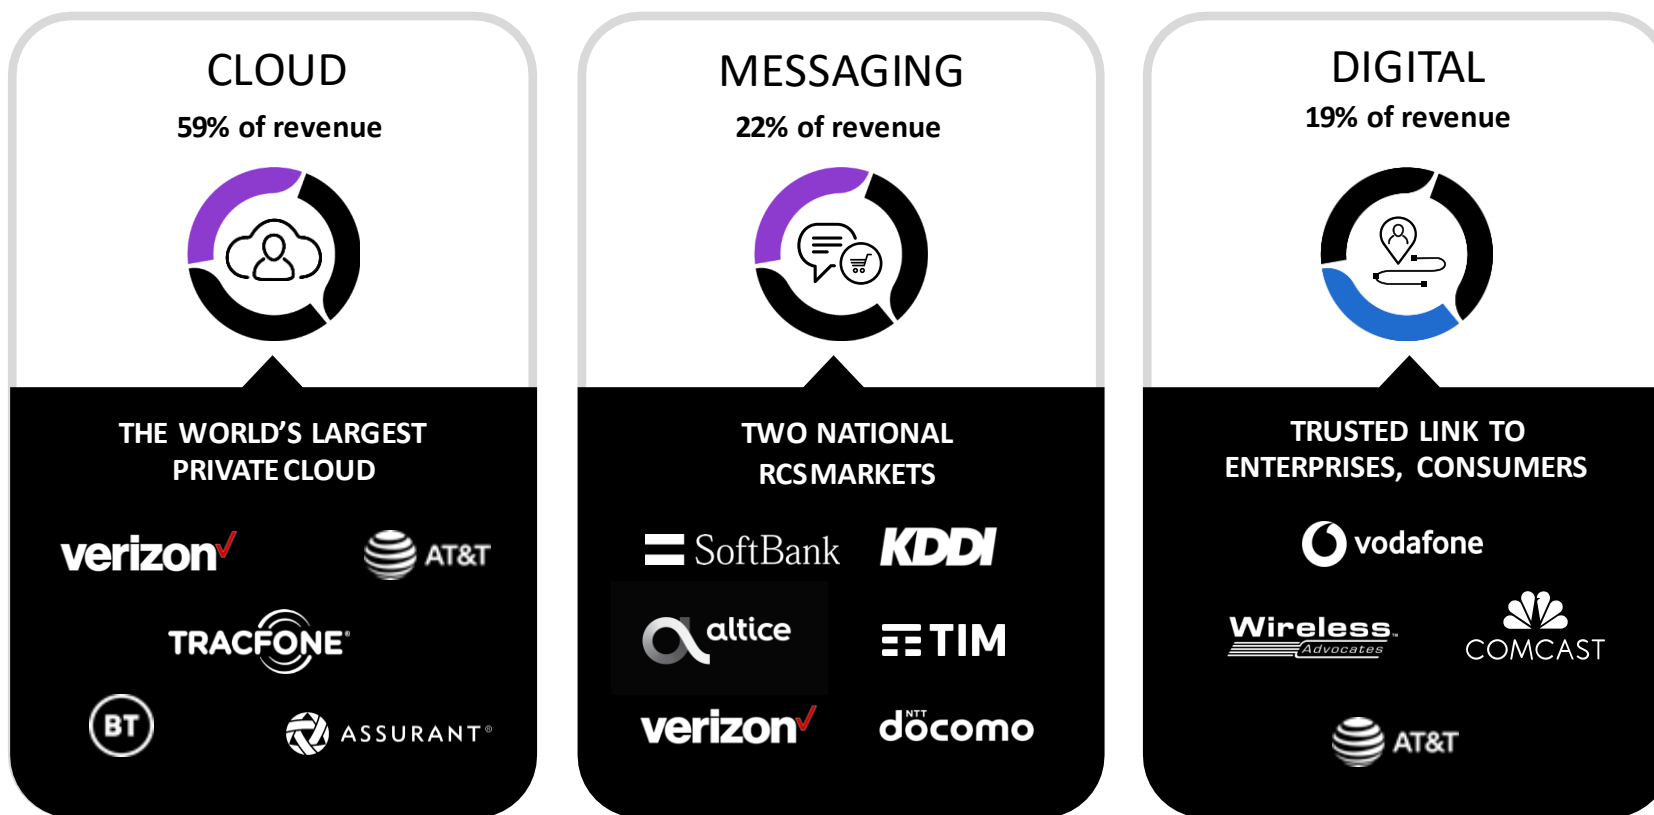 CLOUD
59% of revenue
THE WORLD'S LARGEST
PRIVATE CLOUD
verizon✓
AT&T
TRACFONE®
BT
ASSURANT®
MESSAGING
22% of revenue
TWO NATIONAL
RCS MARKETS
SoftBank
KDDI
altice
TIM
verizon✓
NTT
döcomo
DIGITAL
19% of revenue
TRUSTED LINK TO
ENTERPRISES, CONSUMERS
vodafone
Wireless™
Advocates
COMCAST
AT&T